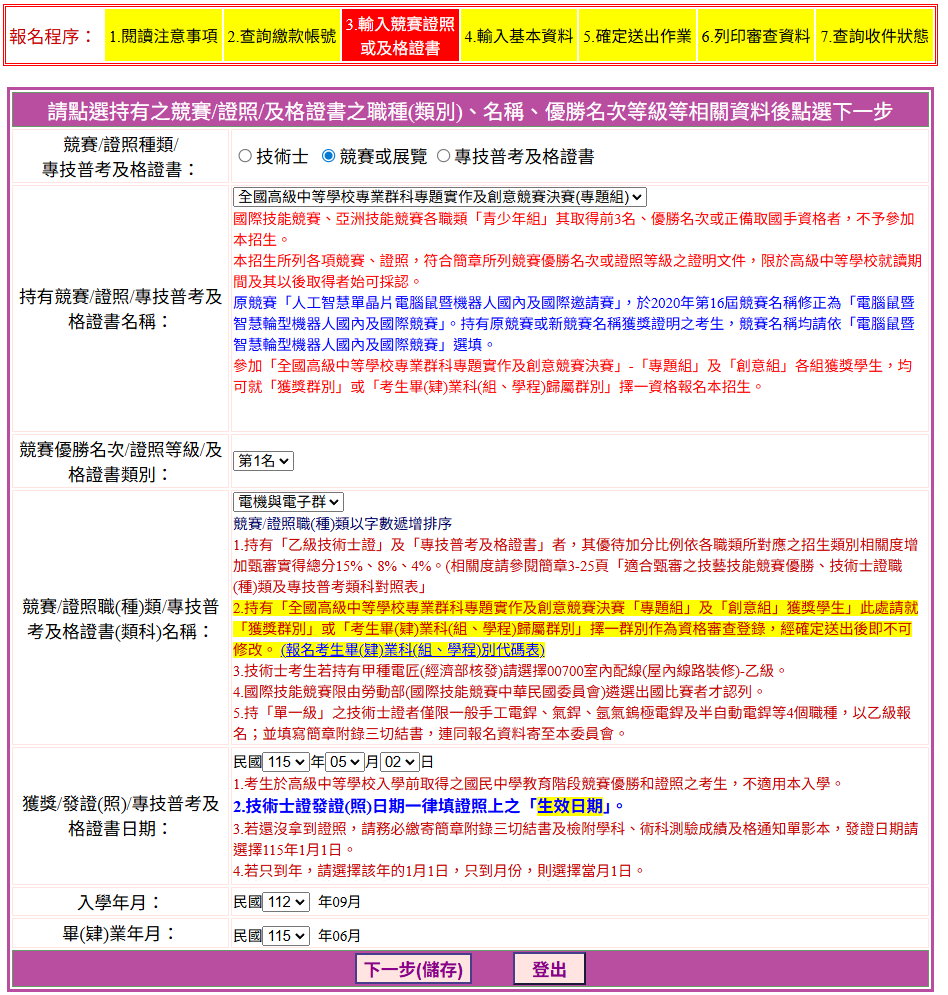 報名程序：
1.閱讀注意事項
2.查詢繳款帳號
3.輸入競賽證照
或及格證書
4.輸入基本資料
5.確定送出作業
6.列印審查資料
7.查詢收件狀態
請點選持有之競賽/證照/及格證書之職種(類別)、名稱、優勝名次等級等相關資料後點選下一步
競賽/證照種類/
專技普考及格證書：
技術士 競賽或展覽 專技普考及格證書
持有競賽/證照/專技普考及
格證書名稱：
全國高級中等學校專業群科專題實作及創意競賽決賽(專題組)
國際技能競賽、亞洲技能競賽各職類「青少年組」其取得前3名、優勝名次或正備取國手資格者，不予參加
本招生。
本招生所列各項競賽、證照，符合簡章所列競賽優勝名次或證照等級之證明文件，限於高級中等學校就讀期
間及其以後取得者始可採認。
原競賽「人工智慧單晶片電腦鼠暨機器人國內及國際邀請賽」，於2020年第16屆競賽名稱修正為「電腦鼠暨
智慧輪型機器人國內及國際競賽」。持有原競賽或新競賽名稱獲獎證明之考生，競賽名稱均請依「電腦鼠暨
智慧輪型機器人國內及國際競賽」選填。
參加「全國高級中等學校專業群科專題實作及創意競賽決賽」-「專題組」及「創意組」各組獲獎學生，均
可就「獲獎群別」或「考生畢(肄)業科(組、學程)歸屬群別」擇一資格報名本招生。
競賽優勝名次/證照等級/及
格證書類別：
第1名
競賽/證照職(種)類/專技普
考及格證書(類科)名稱：
電機與電子群
競賽/證照職(種)類以字數遞增排序
1.持有「乙級技術士證」及「專技普考及格證書」者，其優待加分比例依各職類所對應之招生類別相關度增
加甄審實得總分15%、8%、4%。(相關度請參閱簡章3-25頁「適合甄審之技藝技能競賽優勝、技術士證職
(種)類及專技普考類科對照表」
2.持有「全國高級中等學校專業群科專題實作及創意競賽決賽「專題組」及「創意組」獲獎學生」此處請就
「獲獎群別」或「考生畢(肄)業科(組、學程)歸屬群別」擇一群別作為資格審查登錄，經確定送出後即不可
修改。 (報名考生畢(肄)業科(組、學程)別代碼表)
3.技術士考生若持有甲種電匠(經濟部核發)請選擇00700室內配線(屋內線路裝修)-乙級。
4.國際技能競賽限由勞動部(國際技能競賽中華民國委員會)遴選出國比賽者才認列。
5.持「單一級」之技術士證者僅限一般手工電銲、氣銲、氬氣鎢極電銲及半自動電銲等4個職種，以乙級報
名；並填寫簡章附錄三切結書，連同報名資料寄至本委員會。
獲獎/發證(照)/專技普考及
格證書日期：
民國115年05月02日
1.考生於高級中等學校入學前取得之國民中學教育階段競賽優勝和證照之考生，不適用本入學。
2.技術士證發證(照)日期一律填證照上之「生效日期」。
3.若還沒拿到證照，請務必繳寄簡章附錄三切結書及檢附學科、術科測驗成績及格通知單影本，發證日期請
選擇115年1月1日。
4.若只到年，請選擇該年的1月1日，只到月份，則選擇當月1日。
入學年月：
民國112 年09月
畢(肄)業年月：
民國115 年06月
下一步(儲存) 登出